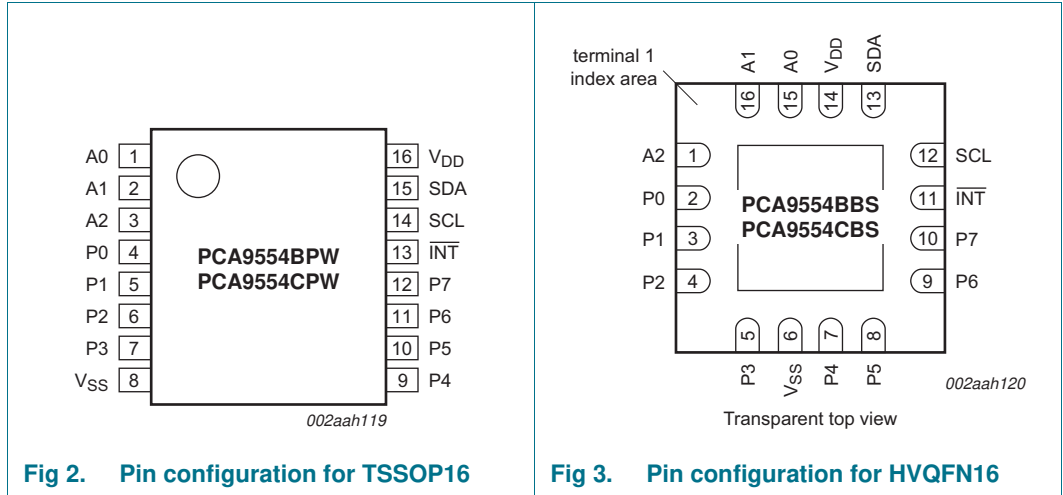 A0 1
A1 2
A2 3
P0 4
P1 5
P2 6
P3 7
VSS 8
PCA9554BPW
PCA9554CPW
16 VDD
15 SDA
14 SCL
13 INT
12 P7
11 P6
10 P5
9 P4
002aah119
Fig 2. Pin configuration for TSSOP16
terminal 1
index area
A1 A0 VDD SDA
16 15 14 13
A2 1
P0 2
P1 3
P2 4
PCA9554BBS
PCA9554CBS
12 SCL
11 INT
10 P7
9 P6
5 6 7 8
P3 VSS P4 P5
002aah120
Transparent top view
Fig 3. Pin configuration for HVQFN16